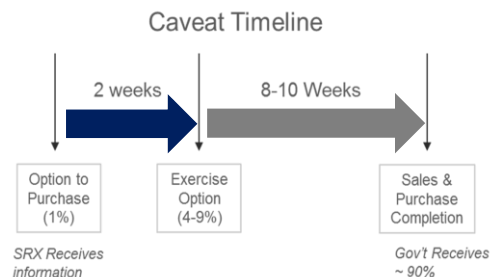 Caveat Timeline
2 weeks
8-10 Weeks
Option to
Purchase
(1%)
Exercise
Option
(4-9%)
Sales &
Purchase
Completion
SRX Receives
information
Gov't Receives
~ 90%